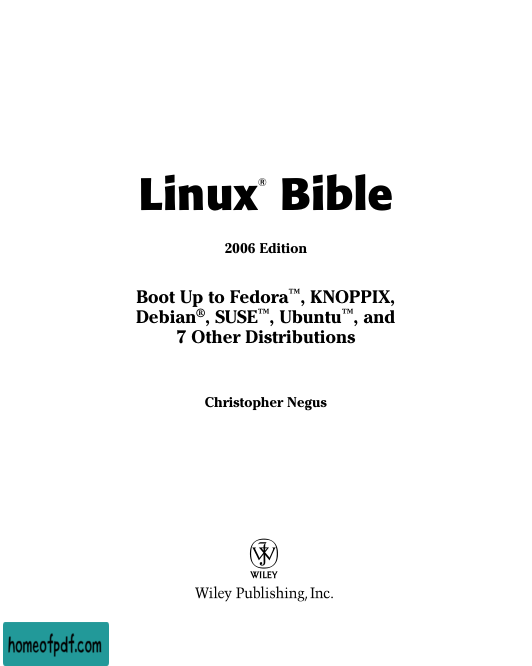 Linux® Bible
2006 Edition
Boot Up to Fedora™, KNOPPIX,
Debian®, SUSE™, Ubuntu™, and
7 Other Distributions
Christopher Negus
WILEY
Wiley Publishing, Inc.
homeofpdf.com